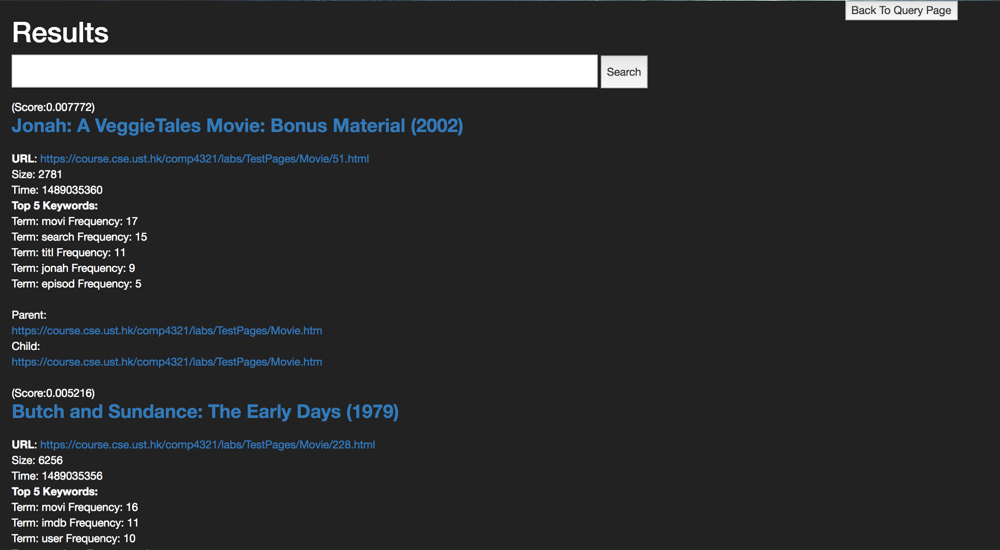 Back To Query Page
Results
Search
(Score:0.007772)
Jonah: A VeggieTales Movie: Bonus Material (2002)
URL: https://course.cse.ust.hk/comp4321/labs/TestPages/Movie/51.html
Size: 2781
Time: 1489035360
Top 5 Keywords:
Term: movi Frequency: 17
Term: search Frequency: 15
Term: titl Frequency: 11
Term: jonah Frequency: 9
Term: episod Frequency: 5
Parent:
https://course.cse.ust.hk/comp4321/labs/TestPages/Movie.htm
Child:
https://course.cse.ust.hk/comp4321/labs/TestPages/Movie.htm
(Score:0.005216)
Butch and Sundance: The Early Days (1979)
URL: https://course.cse.ust.hk/comp4321/labs/TestPages/Movie/228.html
Size: 6256
Time: 1489035356
Top 5 Keywords:
Term: movi Frequency: 16
Term: imdb Frequency: 11
Term: user Frequency: 10